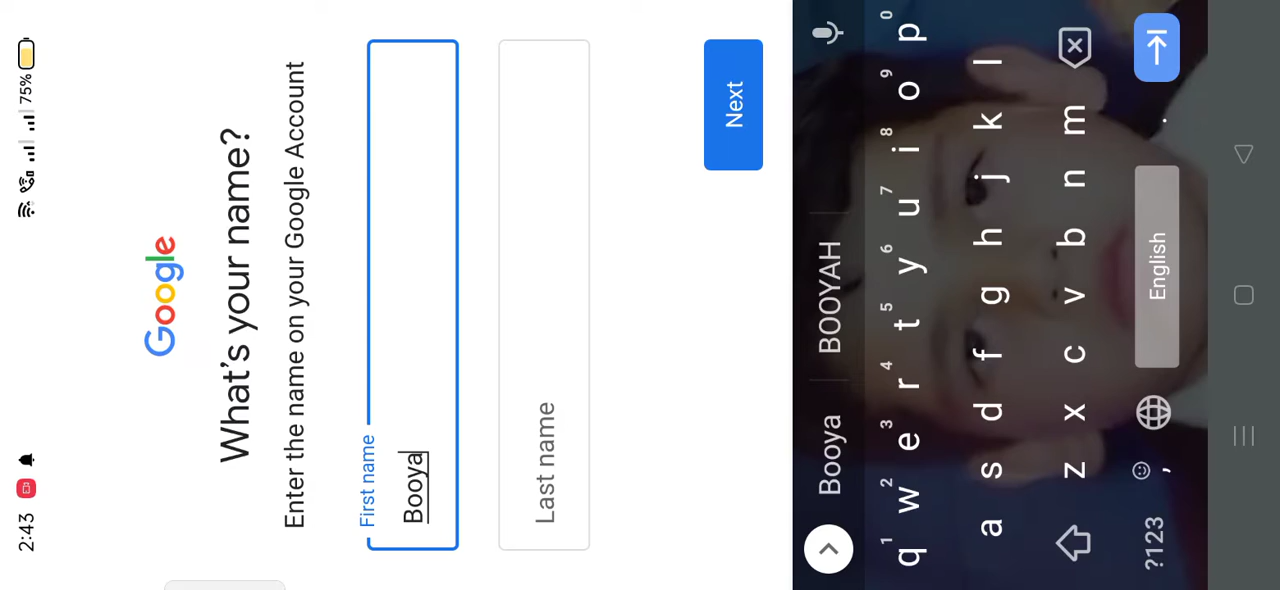 2:43 75%
Google
What's your name?
Enter the name on your Google Account
First name
Booya
Last name
Next
Booya BOOYAH
1 2 3 4 5 6 7 8 9 0
q w e r t y u i o p
a s d f g h j k l
z x c v b n m
?123 , English .